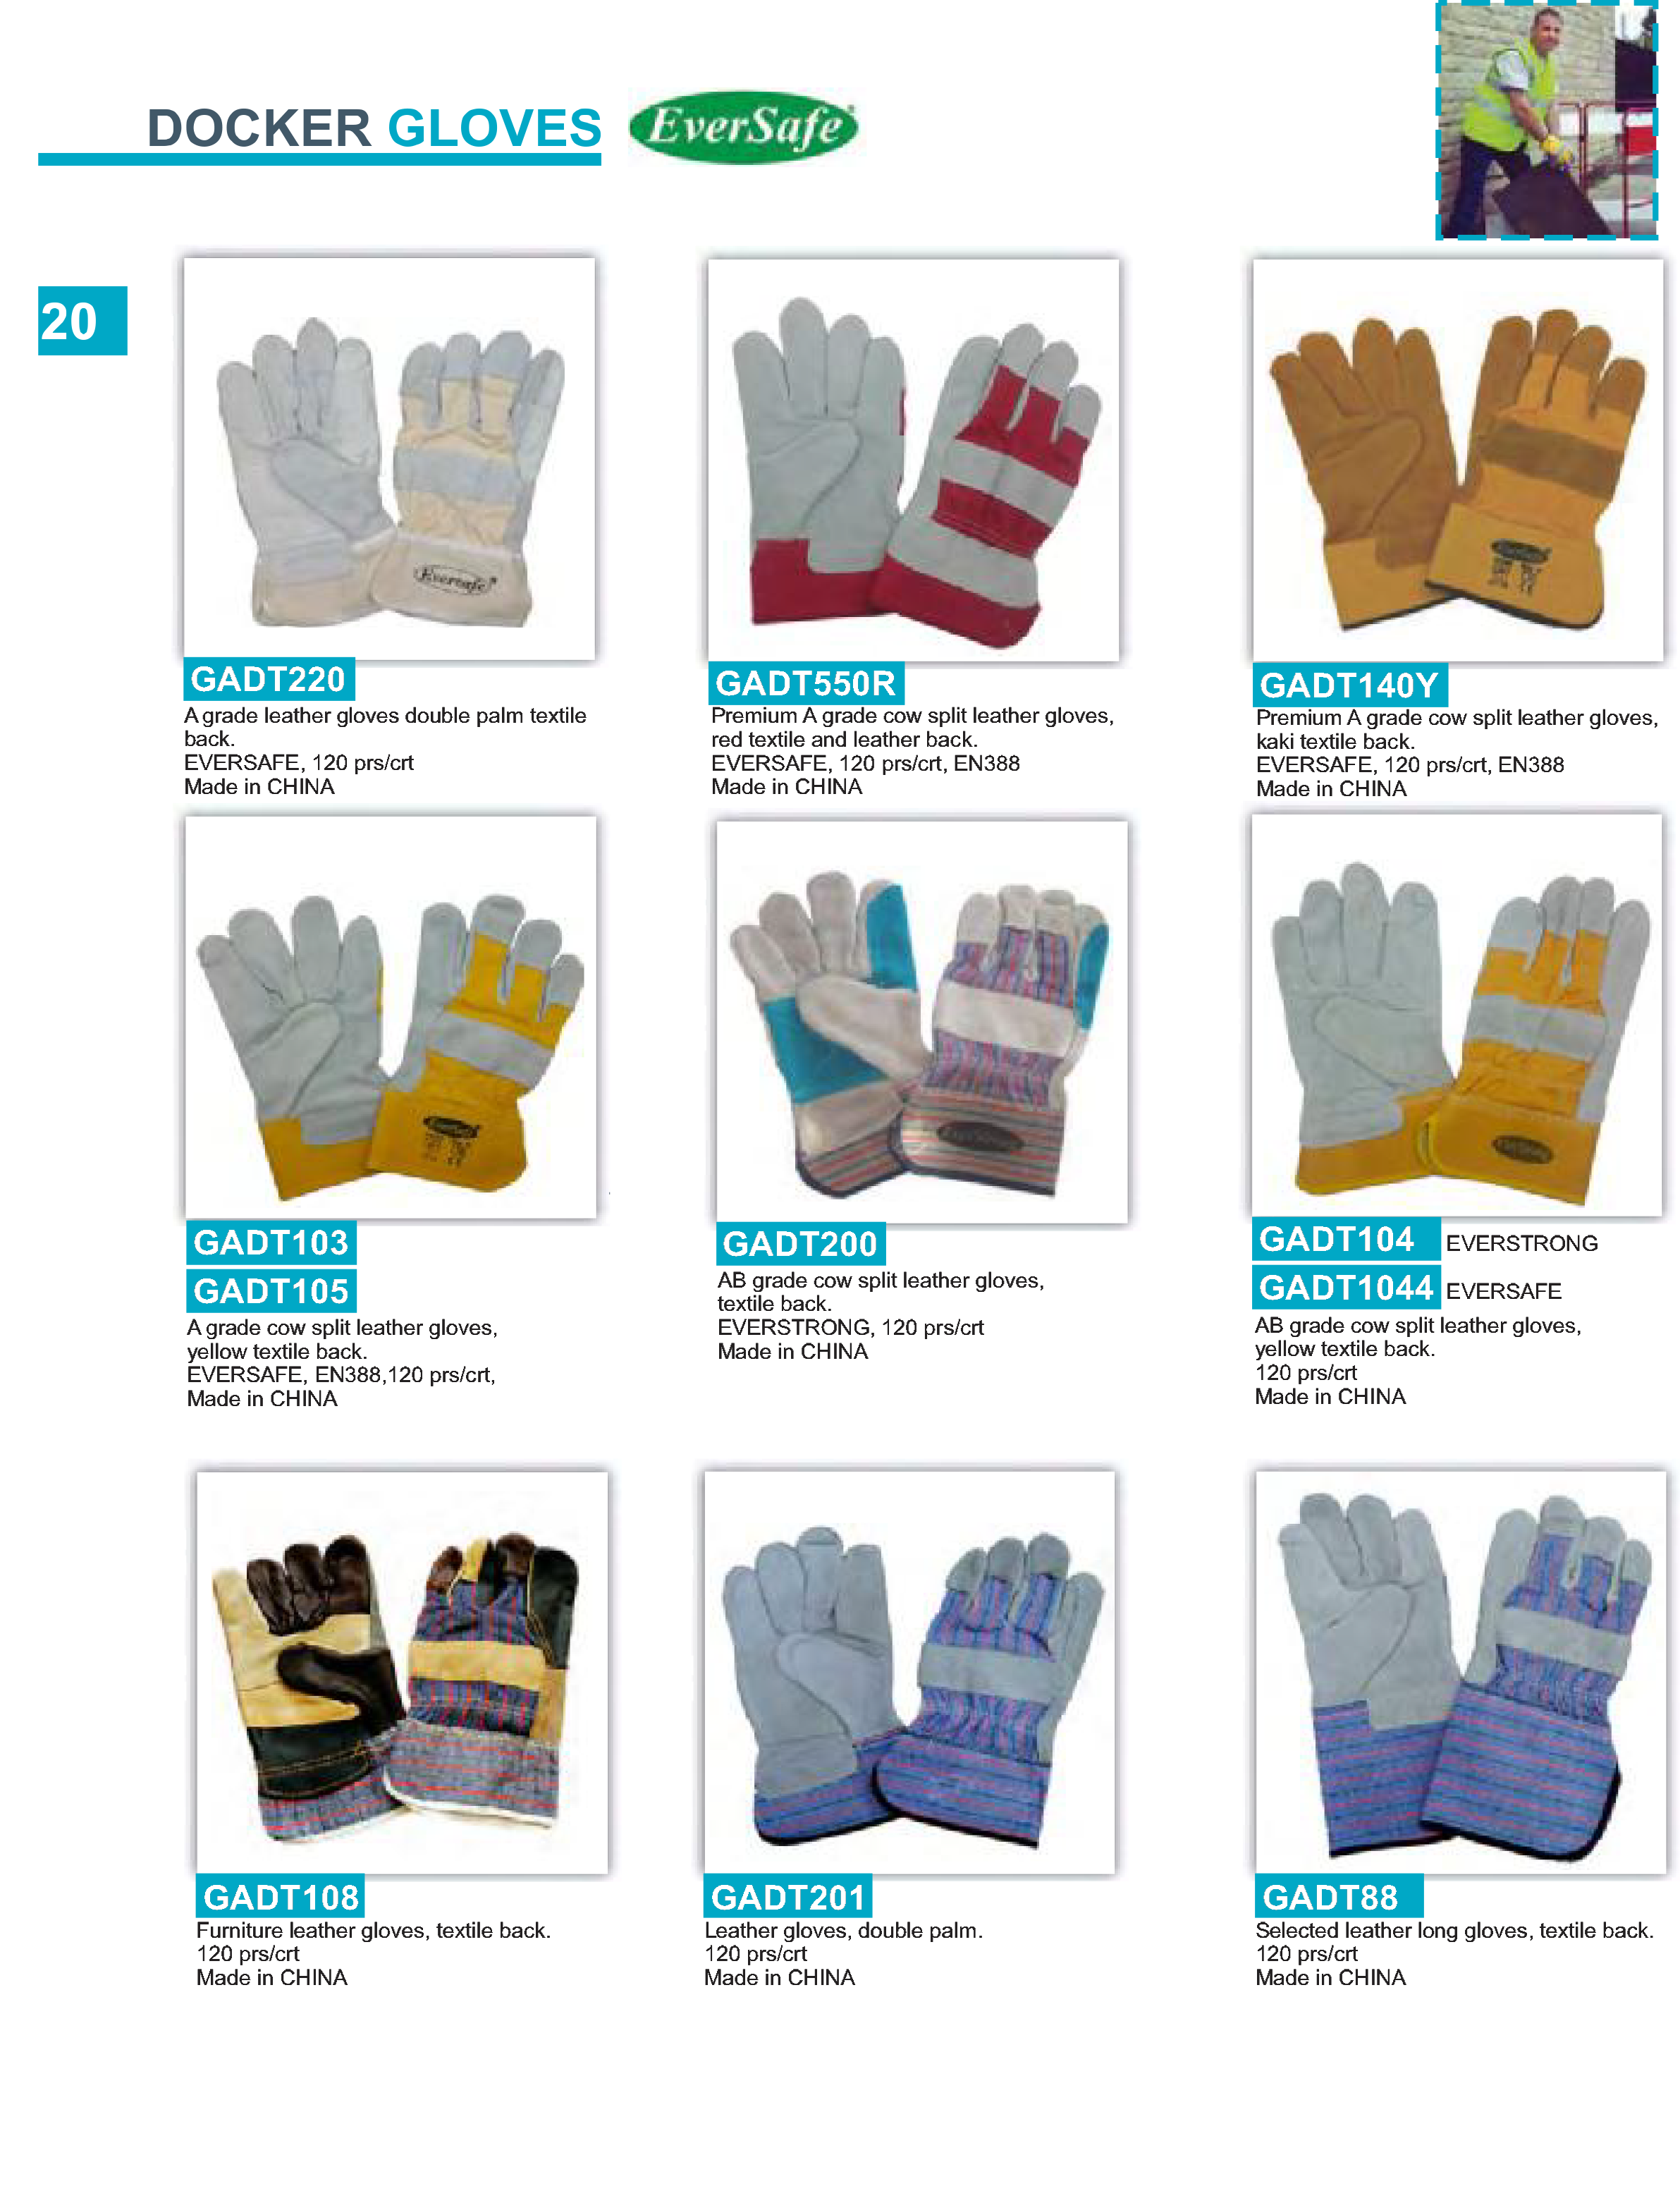 DOCKER GLOVES
EverSafe®
20
Eversafe®
EverSafe
GADT220
A grade leather gloves double palm textile
back.
EVERSAFE, 120 prs/crt
Made in CHINA
GADT550R
Premium A grade cow split leather gloves,
red textile and leather back.
EVERSAFE, 120 prs/crt, EN388
Made in CHINA
GADT140Y
Premium A grade cow split leather gloves,
kaki textile back.
EVERSAFE, 120 prs/crt, EN388
Made in CHINA
EverSafe
EverSafe
GADT103
GADT105
A grade cow split leather gloves,
yellow textile back.
EVERSAFE, EN388,120 prs/crt,
Made in CHINA
GADT200
AB grade cow split leather gloves,
textile back.
EVERSTRONG, 120 prs/crt
Made in CHINA
GADT104 EVERSTRONG
GADT1044 EVERSAFE
AB grade cow split leather gloves,
yellow textile back.
120 prs/crt
Made in CHINA
GADT108
Furniture leather gloves, textile back.
120 prs/crt
Made in CHINA
GADT201
Leather gloves, double palm.
120 prs/crt
Made in CHINA
GADT88
Selected leather long gloves, textile back.
120 prs/crt
Made in CHINA